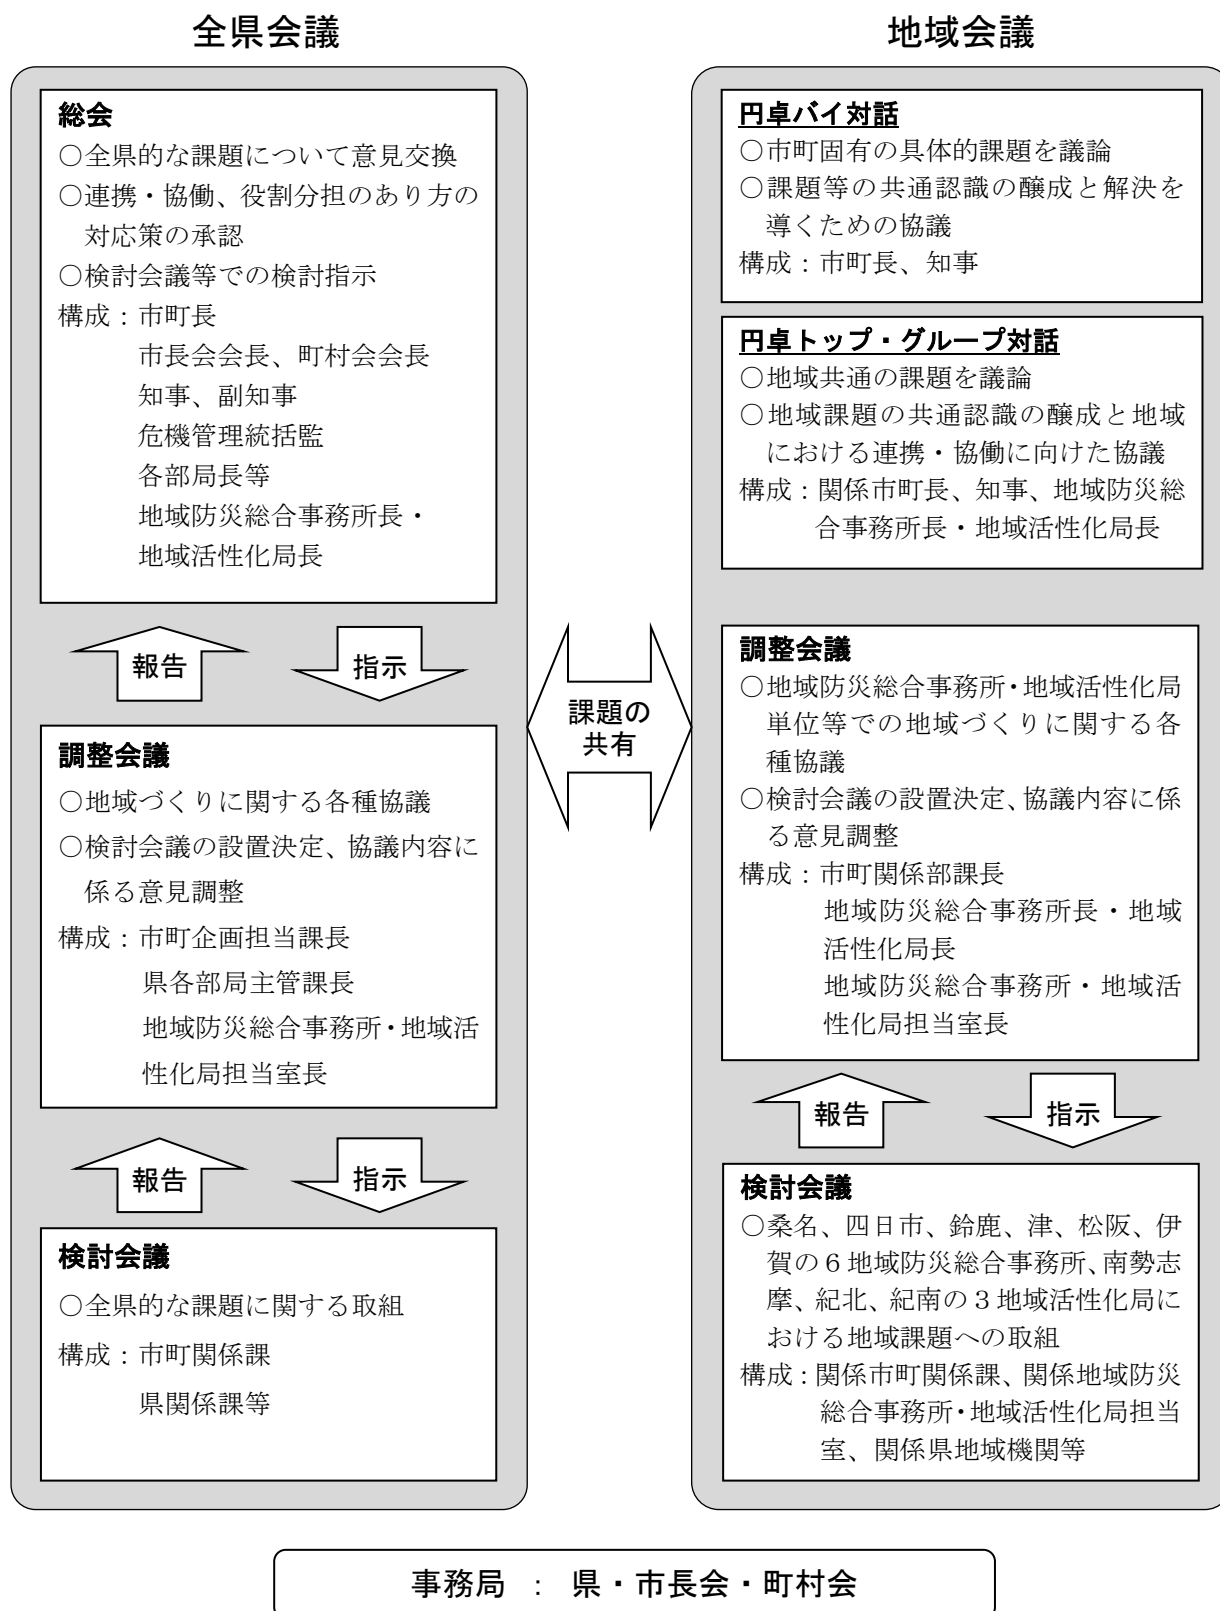 全県会議
総会
○全県的な課題について意見交換
○連携・協働、役割分担のあり方の
対応策の承認
○検討会議等での検討指示
構成：市町長
市長会会長、町村会会長
知事、副知事
危機管理統括監
各部局長等
地域防災総合事務所長・
地域活性化局長
報告
指示
調整会議
○地域づくりに関する各種協議
○検討会議の設置決定、協議内容に
係る意見調整
構成：市町企画担当課長
県各部局主管課長
地域防災総合事務所・地域活
性化局担当室長
報告
指示
検討会議
○全県的な課題に関する取組
構成：市町関係課
県関係課等
課題の
共有
地域会議
円卓バイ対話
○市町固有の具体的課題を議論
○課題等の共通認識の醸成と解決を
導くための協議
構成：市町長、知事
円卓トップ・グループ対話
○地域共通の課題を議論
○地域課題の共通認識の醸成と地域
における連携・協働に向けた協議
構成：関係市町長、知事、地域防災総
合事務所長・地域活性化局長
調整会議
○地域防災総合事務所・地域活性化局
単位等での地域づくりに関する各
種協議
○検討会議の設置決定、協議内容に係
る意見調整
構成：市町関係部課長
地域防災総合事務所長・地域
活性化局長
地域防災総合事務所・地域活
性化局担当室長
報告
指示
検討会議
○桑名、四日市、鈴鹿、津、松阪、伊
賀の６地域防災総合事務所、南勢志
摩、紀北、紀南の３地域活性化局に
おける地域課題への取組
構成：関係市町関係課、関係地域防災
総合事務所・地域活性化局担当
室、関係県地域機関等
事務局　：　県・市長会・町村会